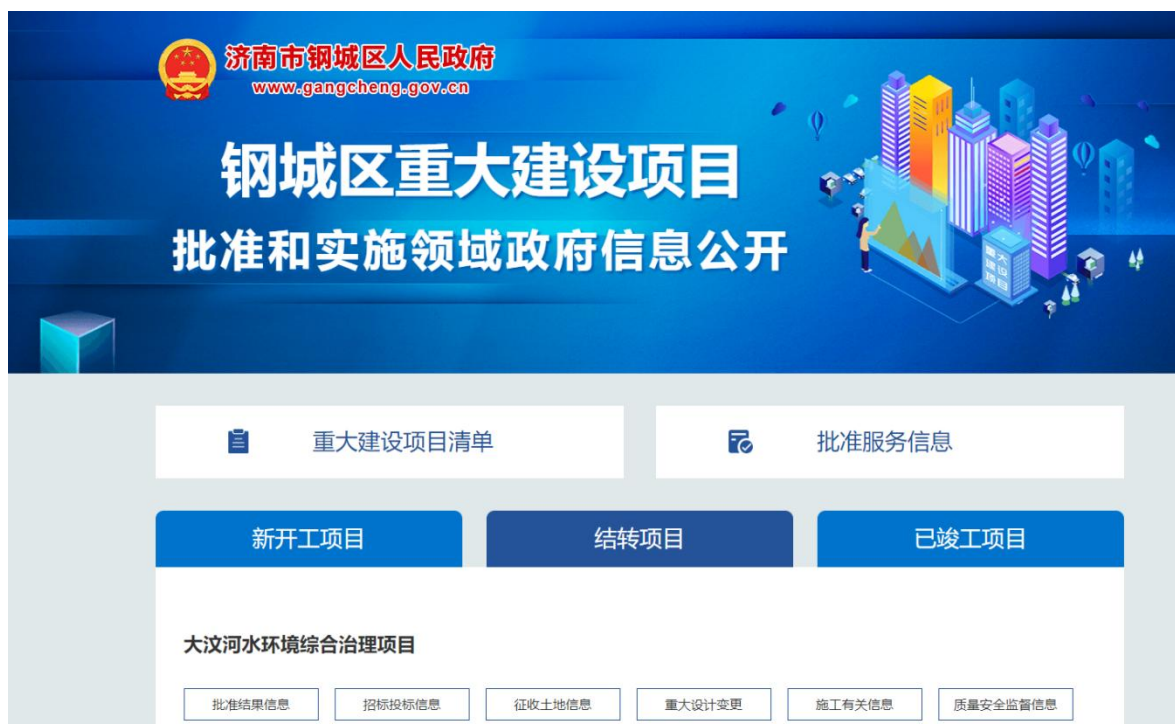 济南市钢城区人民政府
www.gangcheng.gov.cn
钢城区重大建设项目
批准和实施领域政府信息公开
重大建设项目
重大建设项目清单
批准服务信息
新开工项目
结转项目
已竣工项目
大汶河水环境综合治理项目
批准结果信息
招标投标信息
征收土地信息
重大设计变更
施工有关信息
质量安全监督信息